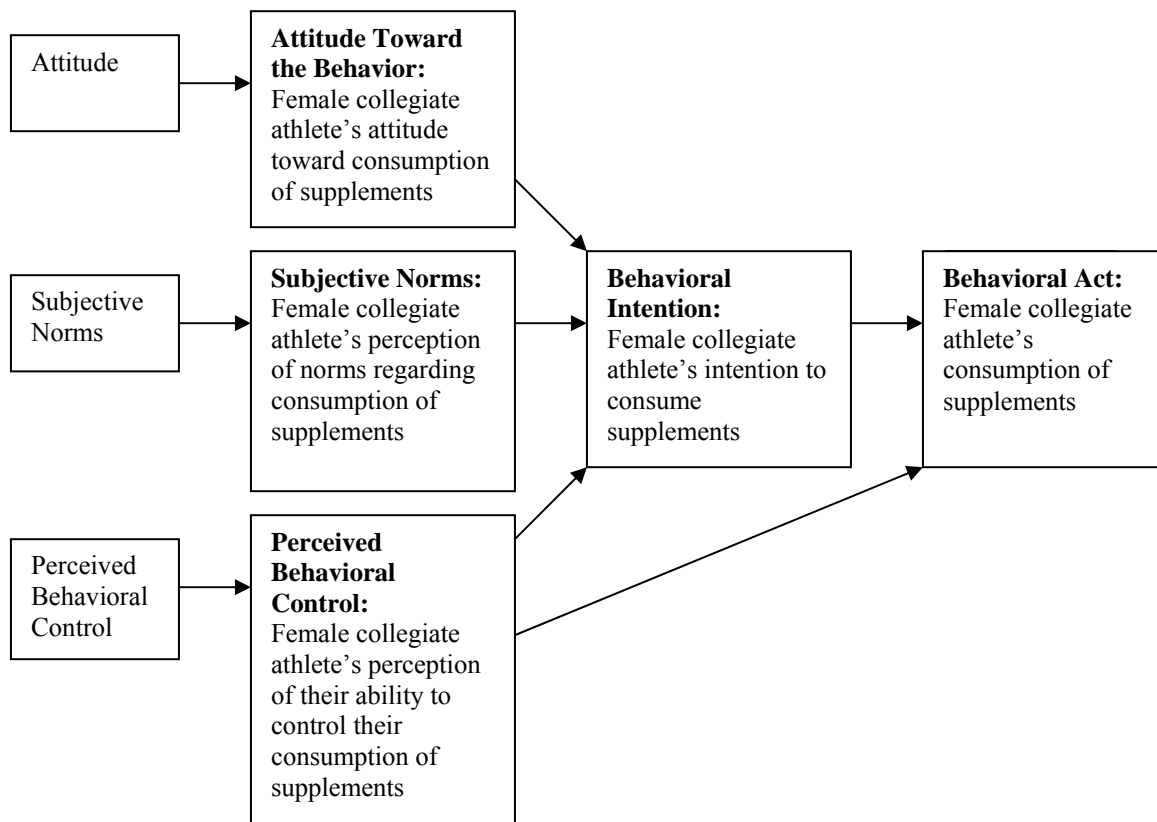 Attitude
Attitude Toward
the Behavior:
Female collegiate
athlete’s attitude
toward consumption
of supplements
Subjective
Norms
Subjective Norms:
Female collegiate
athlete’s perception
of norms regarding
consumption of
supplements
Behavioral
Intention:
Female collegiate
athlete’s intention to
consume
supplements
Behavioral Act:
Female collegiate
athlete’s
consumption of
supplements
Perceived
Behavioral
Control
Perceived
Behavioral
Control:
Female collegiate
athlete’s perception
of their ability to
control their
consumption of
supplements